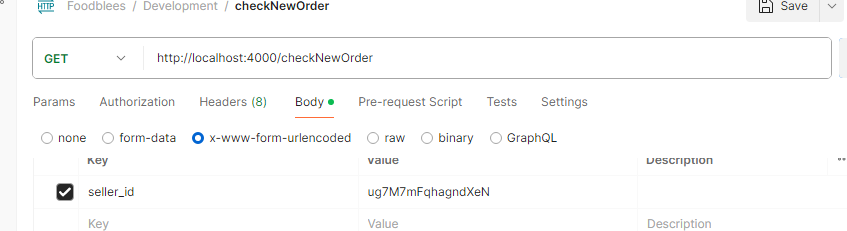 HTTP Foodblees / Development / checkNewOrder Save
GET http://localhost:4000/checkNewOrder
Params Authorization Headers (8) Body Pre-request Script Tests Settings
none form-data x-www-form-urlencoded raw binary GraphQL
Key Value Description
seller_id ug7M7mFqhagndXeN
Key Value Description